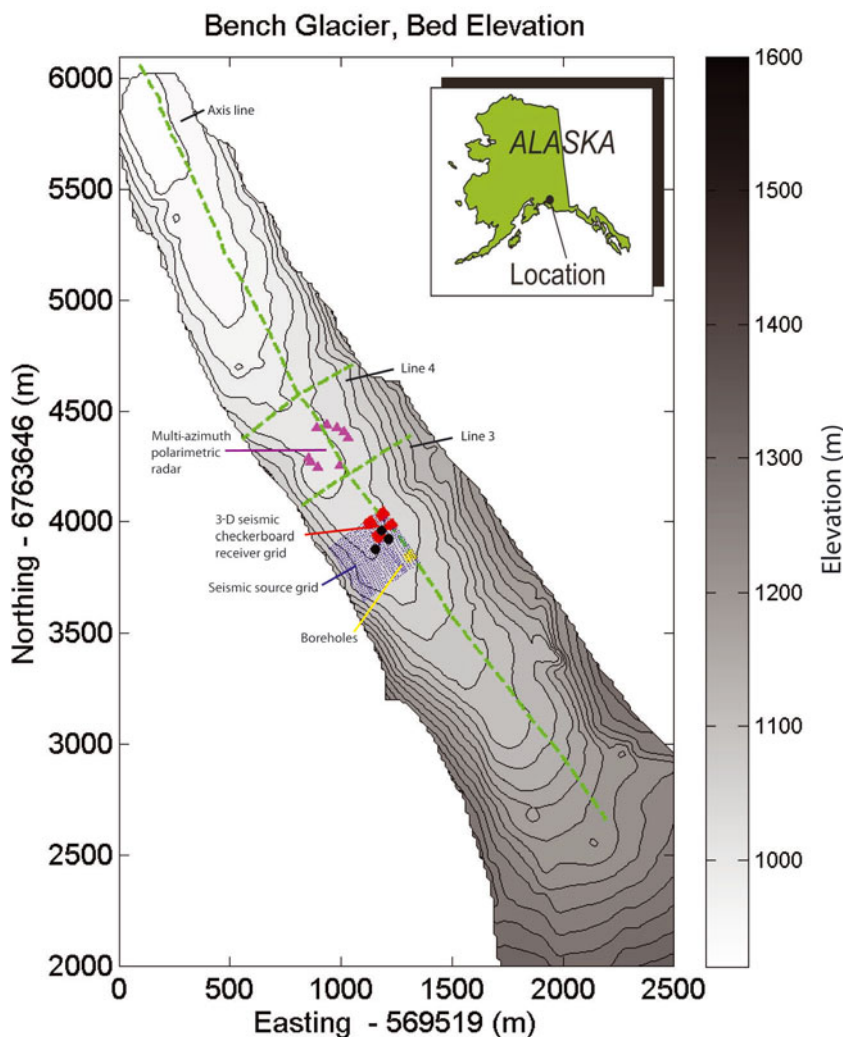 Bench Glacier, Bed Elevation
6000
5500
5000
4500
4000
3500
3000
2500
2000
Northing - 6763646 (m)
0
500
1000
1500
2000
2500
Easting - 569519 (m)
Axis line
Line 4
Line 3
Multi-azimuth
polarimetric
radar
3-D seismic
checkerboard
receiver grid
Seismic source grid
Boreholes
ALASKA
Location
1600
1500
1400
1300
1200
1100
1000
Elevation (m)